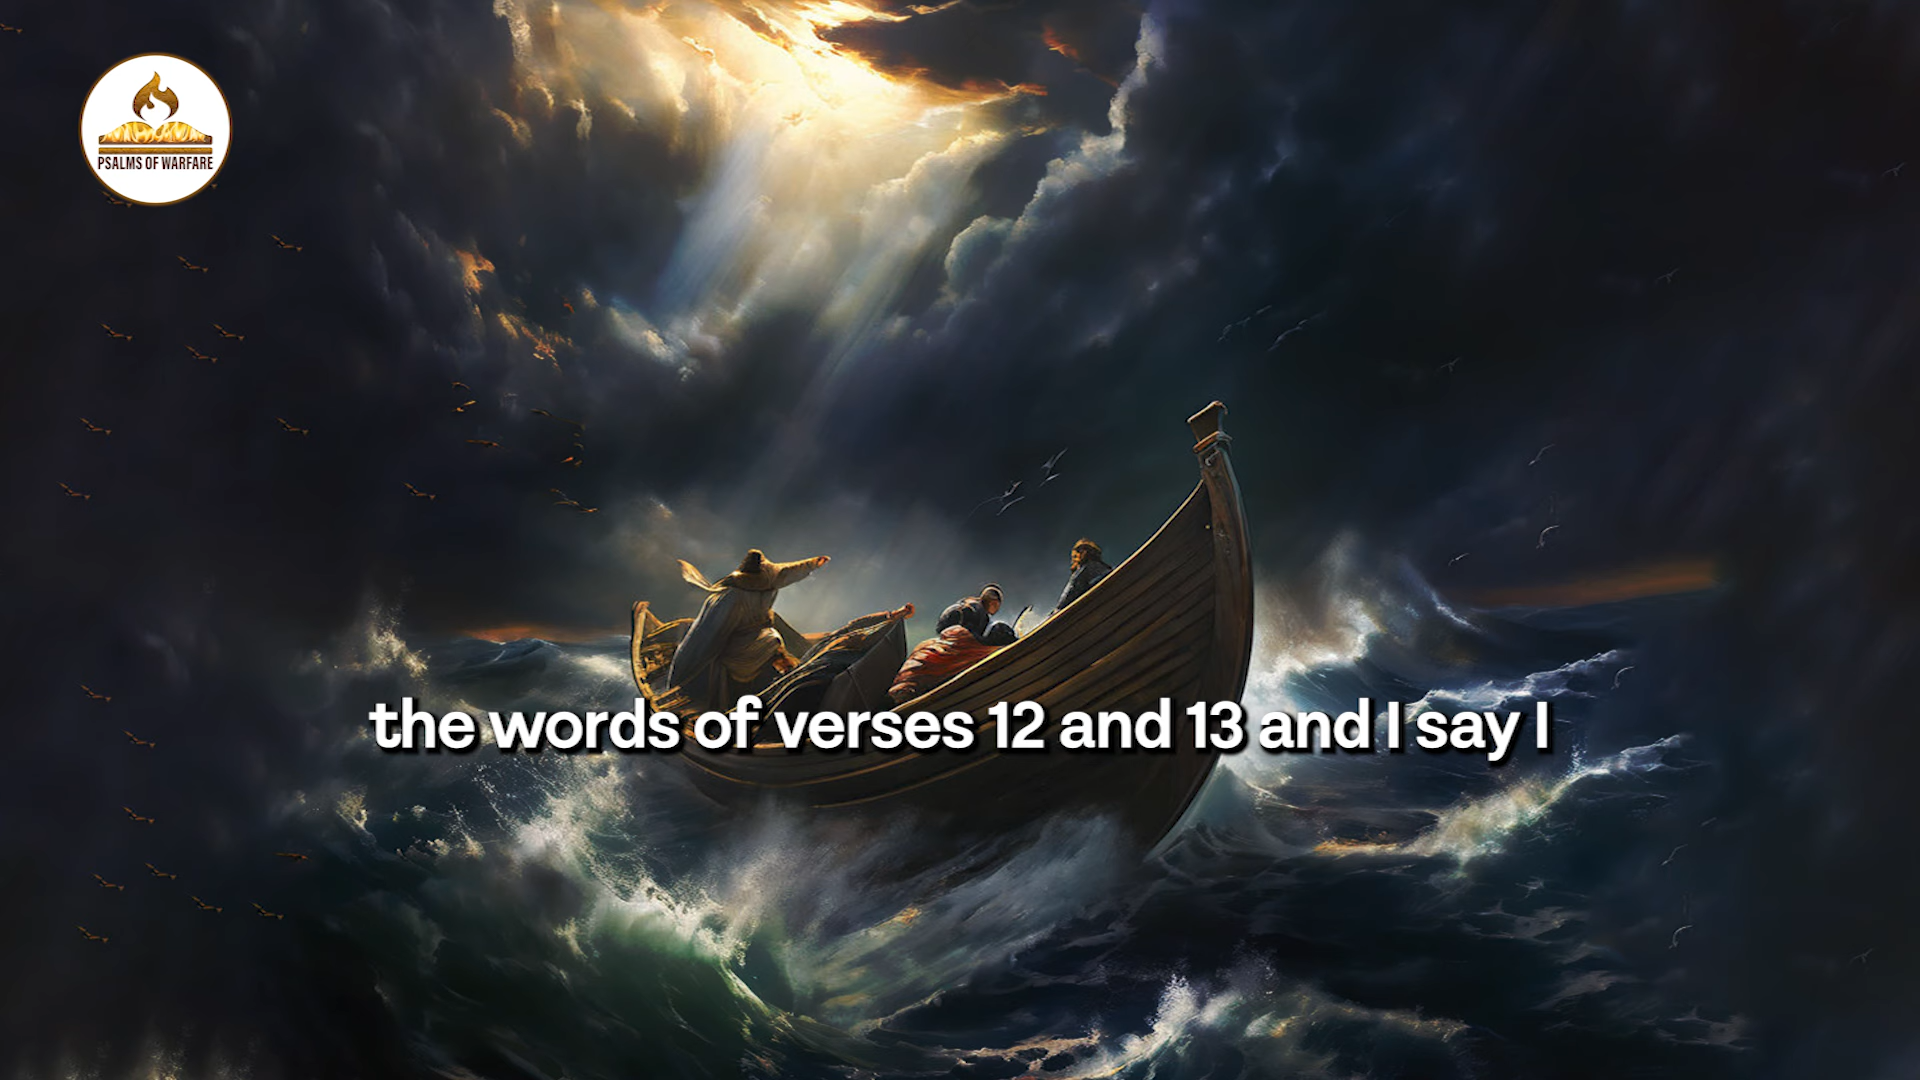 PSALMS OF WARFARE
the words of verses 12 and 13 and I say I